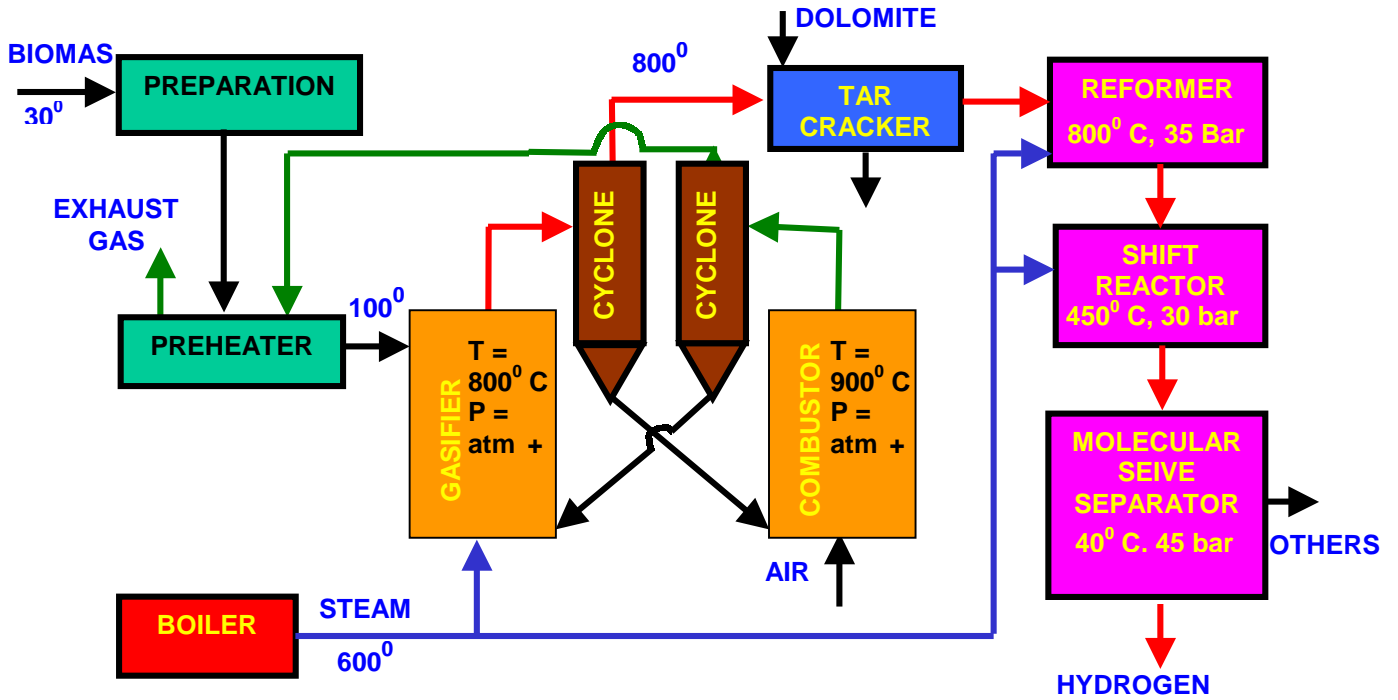 DOLOMITE
BIOMAS
30⁰
PREPARATION
800⁰
TAR
CRACKER
REFORMER
800⁰ C, 35 Bar
EXHAUST
GAS
CYCLONE
CYCLONE
SHIFT
REACTOR
450⁰ C, 30 bar
100⁰
PREHEATER
GASIFIER
T =
800⁰ C
P =
atm +
COMBUSTOR
T =
900⁰ C
P =
atm +
MOLECULAR
SEIVE
SEPARATOR
40⁰ C. 45 bar
OTHERS
AIR
BOILER
STEAM
600⁰
HYDROGEN